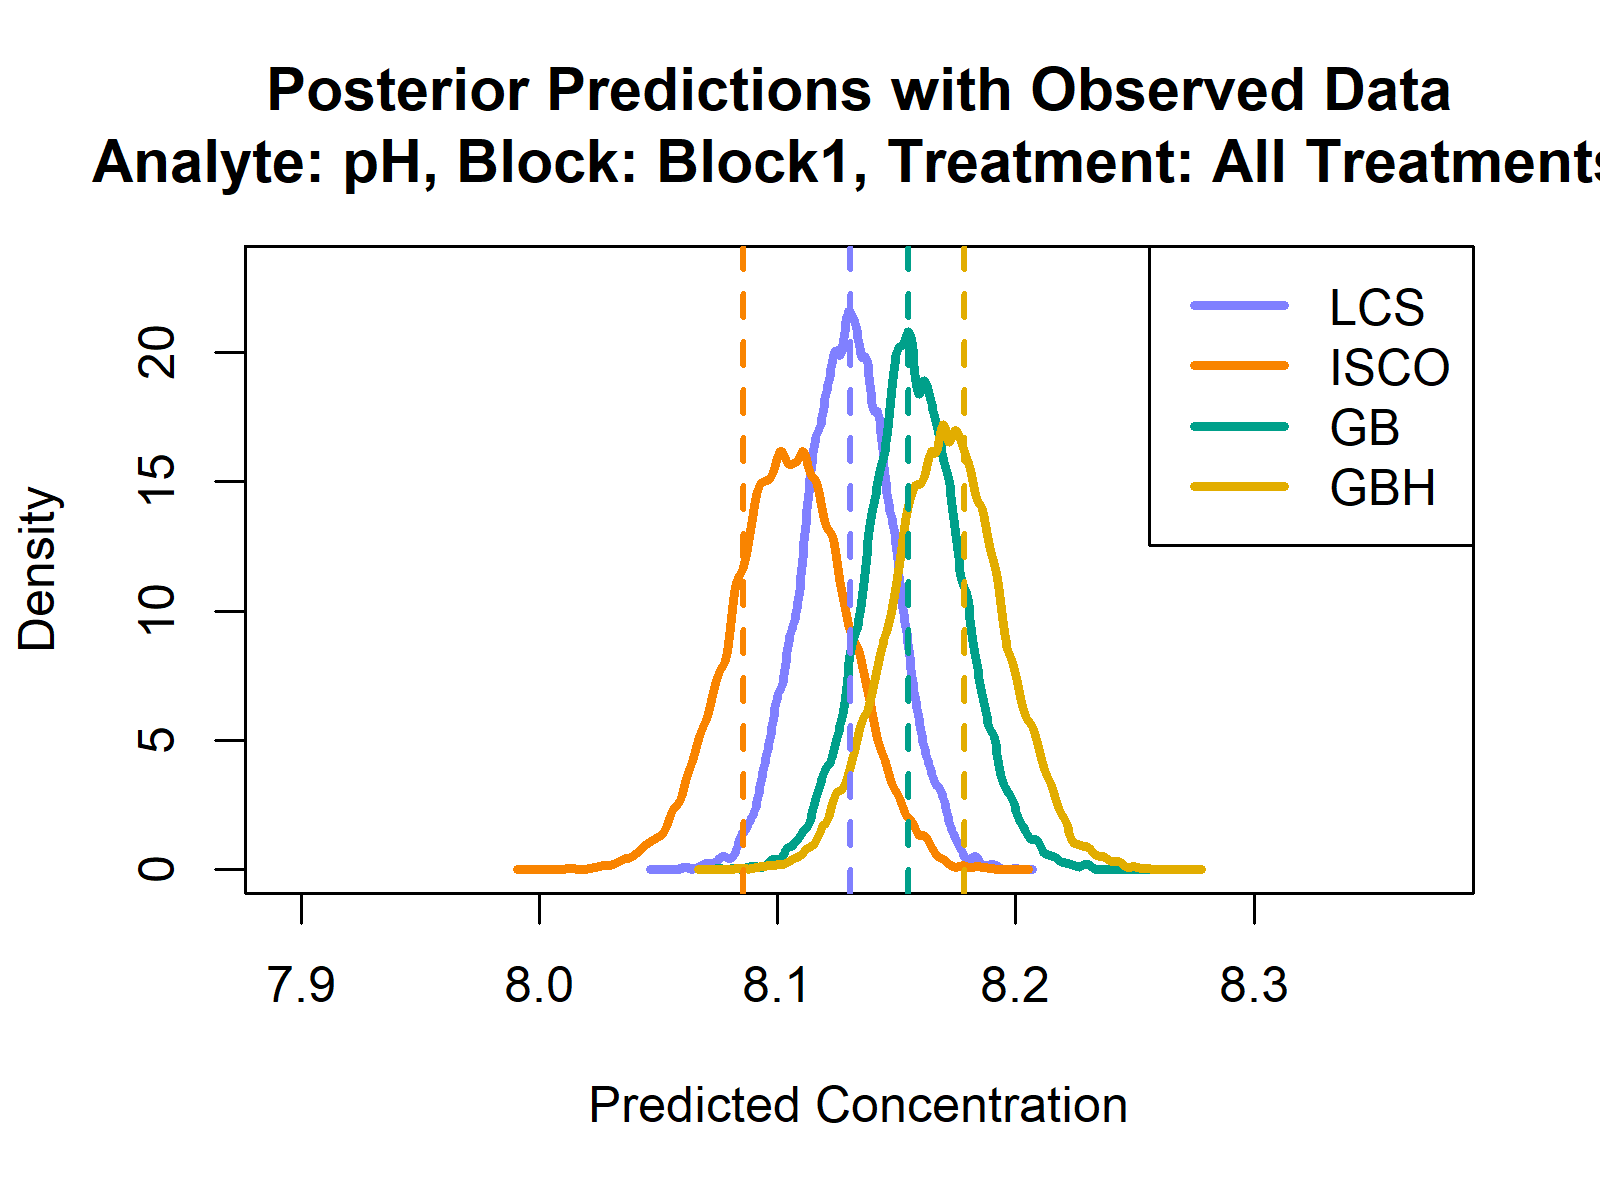 Posterior Predictions with Observed Data
Analyte: pH, Block: Block1, Treatment: All Treatments
LCS
ISCO
GB
GBH
Density
20
15
10
5
0
7.9 8.0 8.1 8.2 8.3
Predicted Concentration